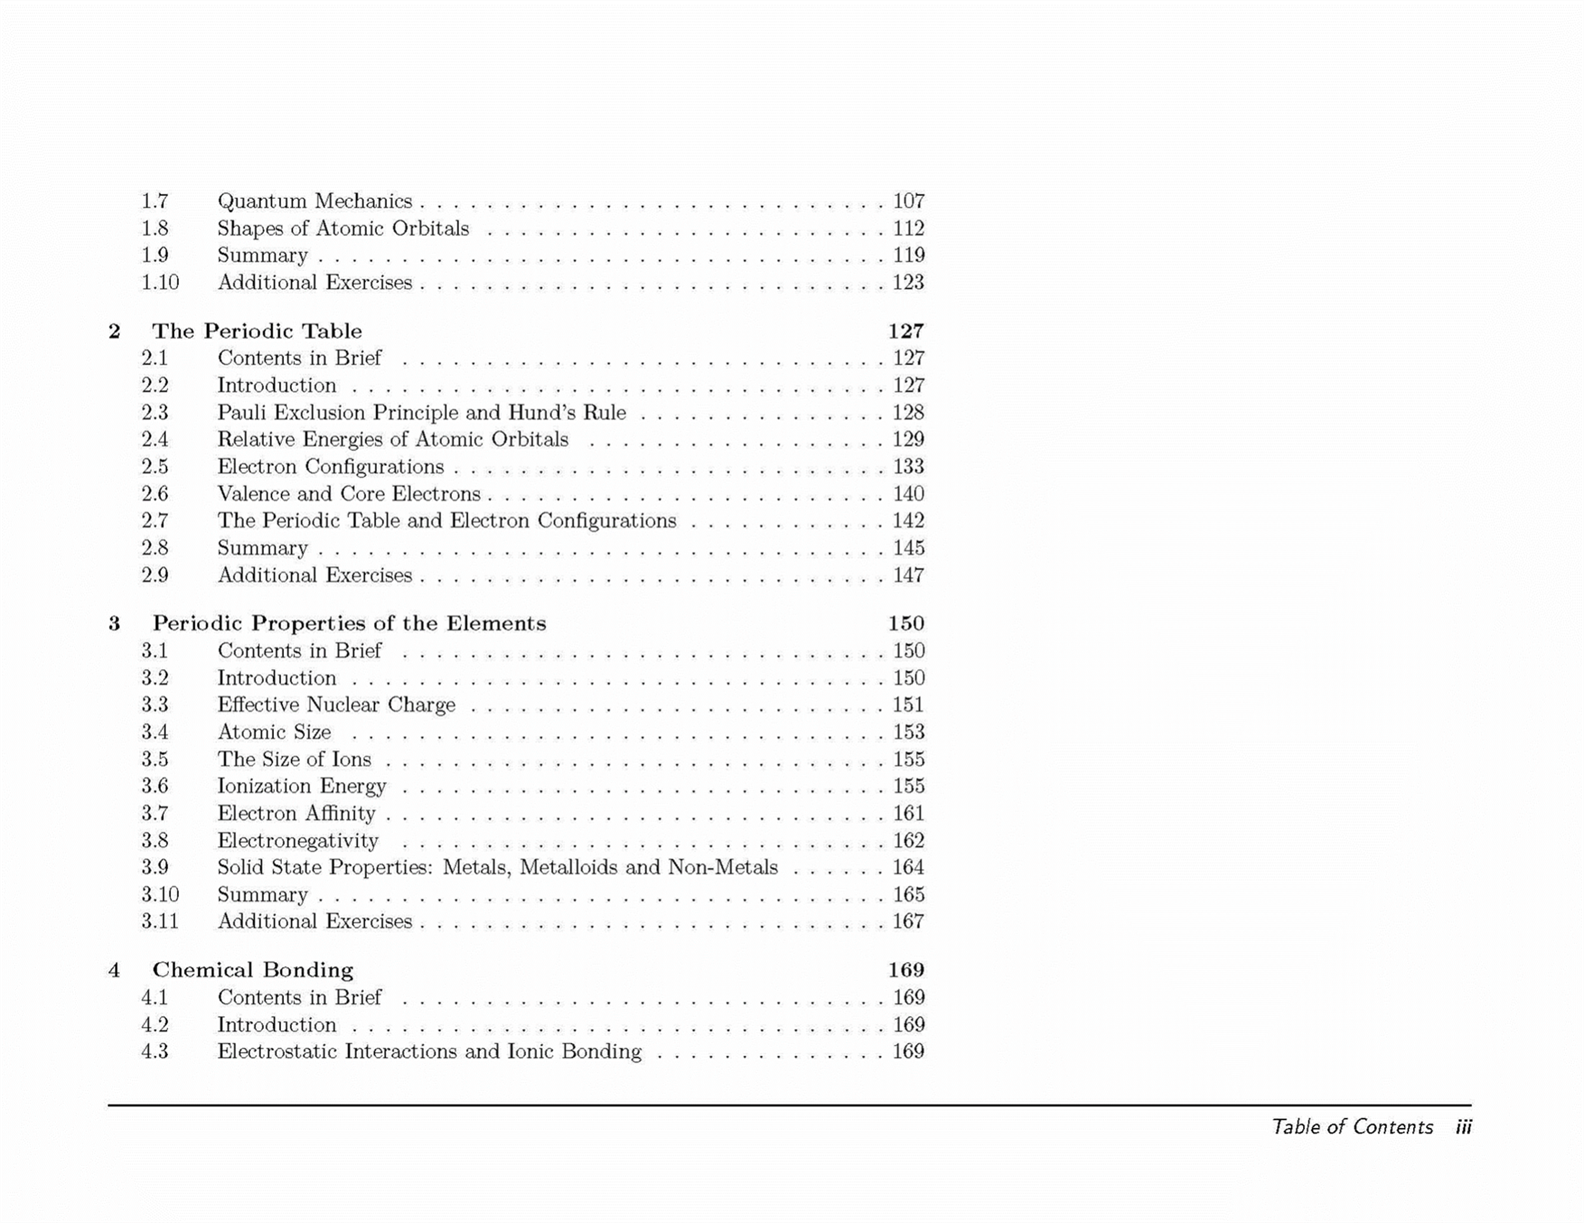 1.7 Quantum Mechanics . . . . . . . . . . . . . . . . . . . . . . . . . . . . 107
1.8 Shapes of Atomic Orbitals . . . . . . . . . . . . . . . . . . . . . . . . 112
1.9 Summary . . . . . . . . . . . . . . . . . . . . . . . . . . . . . . . . . . 119
1.10 Additional Exercises . . . . . . . . . . . . . . . . . . . . . . . . . . . . 123
2 The Periodic Table 127
2.1 Contents in Brief . . . . . . . . . . . . . . . . . . . . . . . . . . . . . 127
2.2 Introduction . . . . . . . . . . . . . . . . . . . . . . . . . . . . . . . . 127
2.3 Pauli Exclusion Principle and Hund's Rule . . . . . . . . . . . . . . . 128
2.4 Relative Energies of Atomic Orbitals . . . . . . . . . . . . . . . . . . 129
2.5 Electron Configurations . . . . . . . . . . . . . . . . . . . . . . . . . . 133
2.6 Valence and Core Electrons . . . . . . . . . . . . . . . . . . . . . . . . 140
2.7 The Periodic Table and Electron Configurations . . . . . . . . . . . . 142
2.8 Summary . . . . . . . . . . . . . . . . . . . . . . . . . . . . . . . . . . 145
2.9 Additional Exercises . . . . . . . . . . . . . . . . . . . . . . . . . . . . 147
3 Periodic Properties of the Elements 150
3.1 Contents in Brief . . . . . . . . . . . . . . . . . . . . . . . . . . . . . 150
3.2 Introduction . . . . . . . . . . . . . . . . . . . . . . . . . . . . . . . . 150
3.3 Effective Nuclear Charge . . . . . . . . . . . . . . . . . . . . . . . . . 151
3.4 Atomic Size . . . . . . . . . . . . . . . . . . . . . . . . . . . . . . . . 153
3.5 The Size of Ions . . . . . . . . . . . . . . . . . . . . . . . . . . . . . . 155
3.6 Ionization Energy . . . . . . . . . . . . . . . . . . . . . . . . . . . . . 155
3.7 Electron Affinity . . . . . . . . . . . . . . . . . . . . . . . . . . . . . . 161
3.8 Electronegativity . . . . . . . . . . . . . . . . . . . . . . . . . . . . . 162
3.9 Solid State Properties: Metals, Metalloids and Non-Metals . . . . . . 164
3.10 Summary . . . . . . . . . . . . . . . . . . . . . . . . . . . . . . . . . . 165
3.11 Additional Exercises . . . . . . . . . . . . . . . . . . . . . . . . . . . . 167
4 Chemical Bonding 169
4.1 Contents in Brief . . . . . . . . . . . . . . . . . . . . . . . . . . . . . 169
4.2 Introduction . . . . . . . . . . . . . . . . . . . . . . . . . . . . . . . . 169
4.3 Electrostatic Interactions and Ionic Bonding . . . . . . . . . . . . . . 169
Table of Contents iii